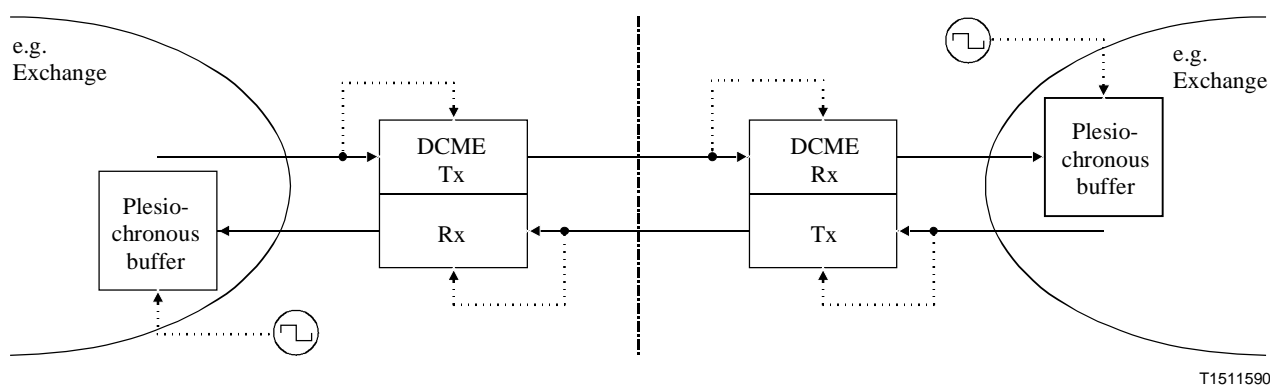 e.g.
Exchange
e.g.
Exchange
DCME
Tx
DCME
Rx
Plesio-
chronous
buffer
Plesio-
chronous
buffer
Rx
Tx
T1511590